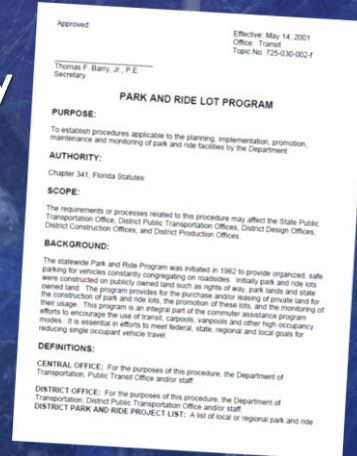 y
Approved:
Effective: May 14, 2001
Office: Transit
Topic No. 725-030-002-f
Thomas F. Barry, Jr., P.E.
Secretary
PARK AND RIDE LOT PROGRAM
PURPOSE:
To establish procedures applicable to the planning, implementation, promotion,
maintenance and monitoring of park and ride facilities by the Department.
AUTHORITY:
Chapter 341, Florida Statutes
SCOPE:
The requirements or processes related to this procedure may affect the State Public
Transportation Office, District Public Transportation Offices, District Design Offices,
District Construction Offices, and District Production Offices.
BACKGROUND:
The statewide Park and Ride Program was initiated in 1982 to provide organized, safe
parking for vehicles constantly congregating on roadsides. Initially park and ride lots
were constructed on publicly owned land such as rights of way, park lands and state
owned land. The program provides for the purchase and/or leasing of private land for
the construction of park and ride lots, the promotion of these lots, and the monitoring of
their usage. This program is an integral part of the commuter assistance program
efforts to encourage the use of transit, carpools, vanpools and other high occupancy
modes. It is essential in efforts to meet federal, state, regional and local goals for
reducing single occupant vehicle travel.
DEFINITIONS:
CENTRAL OFFICE: For the purposes of this procedure, the Department of
Transportation, Public Transit Office and/or staff.
DISTRICT OFFICE: For the purposes of this procedure, the Department of
Transportation, District Public Transportation Office and/or staff.
DISTRICT PARK AND RIDE PROJECT LIST: A list of local or regional park and ride